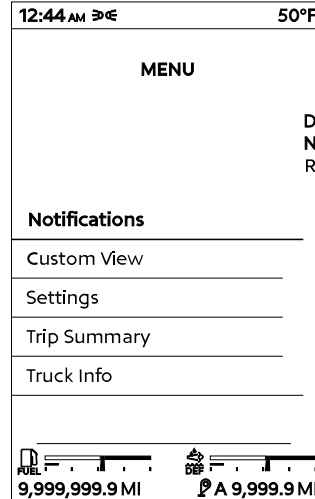 12:44 AM 50°F
MENU
D
N
R
Notifications
Custom View
Settings
Trip Summary
Truck Info
FUEL DEF
9,999,999.9 MI A 9,999.9 MI